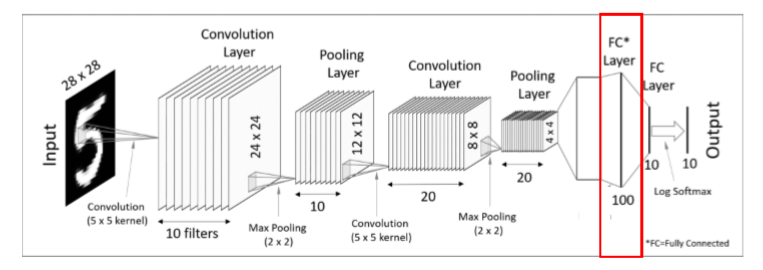 Input
28 x 28
Convolution
(5 x 5 kernel)
Convolution
Layer
24 x 24
10 filters
Max Pooling
(2 x 2)
Pooling
Layer
12 x 12
10
Convolution
(5 x 5 kernel)
Convolution
Layer
8 x 8
20
Max Pooling
(2 x 2)
Pooling
Layer
4 x 4
20
FC*
Layer
100
FC
Layer
10
Log Softmax
10
Output
*FC=Fully Connected
5